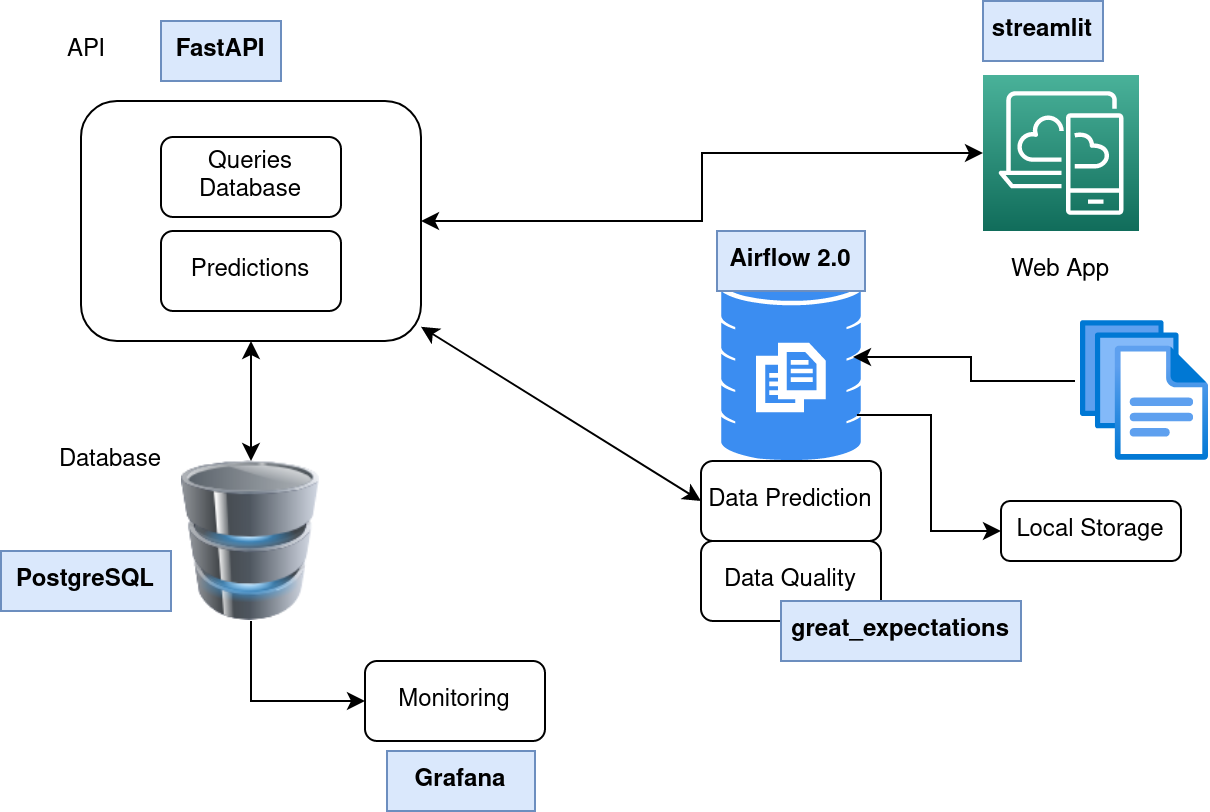 API
FastAPI
Queries
Database
Predictions
streamlit
Web App
Airflow 2.0
Data Prediction
Data Quality
great_expectations
Local Storage
Database
PostgreSQL
Monitoring
Grafana